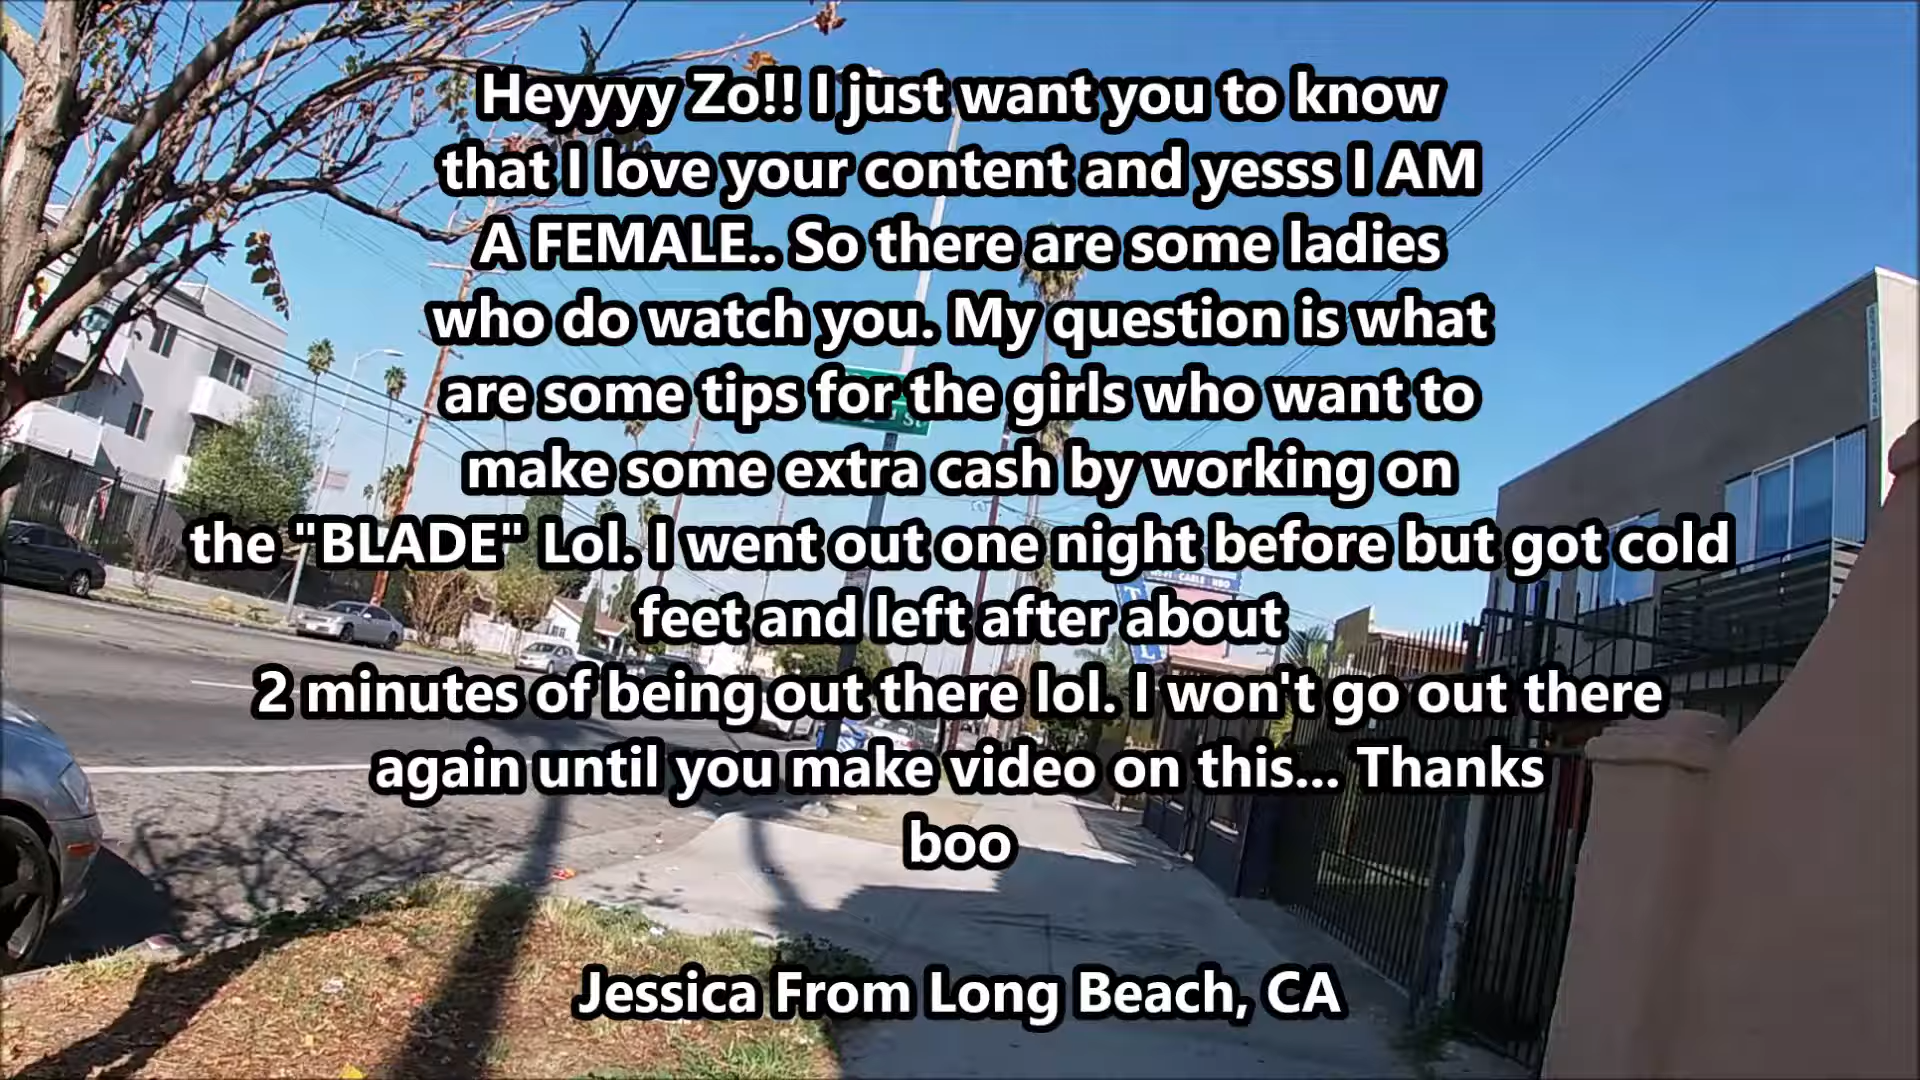 Heyyyy Zo!! I just want you to know
that I love your content and yesss I AM
A FEMALE.. So there are some ladies
who do watch you. My question is what
are some tips for the girls who want to
make some extra cash by working on
the "BLADE" Lol. I went out one night before but got cold
feet and left after about
2 minutes of being out there lol. I won't go out there
again until you make video on this... Thanks
boo
Jessica From Long Beach, CA